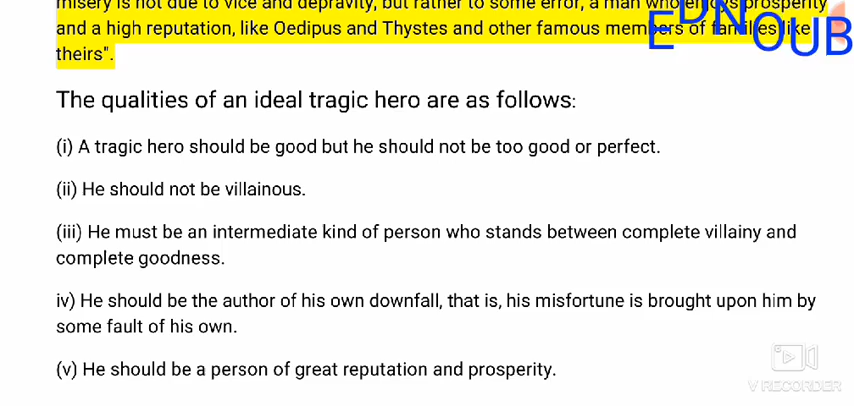 misery is not due to vice and depravity, but rather to some error, a man who enjoys prosperity
and a high reputation, like Oedipus and Thystes and other famous members of families like
theirs".
EDNOUB
The qualities of an ideal tragic hero are as follows:
(i) A tragic hero should be good but he should not be too good or perfect.
(ii) He should not be villainous.
(iii) He must be an intermediate kind of person who stands between complete villainy and
complete goodness.
iv) He should be the author of his own downfall, that is, his misfortune is brought upon him by
some fault of his own.
(v) He should be a person of great reputation and prosperity.
V RECORDER